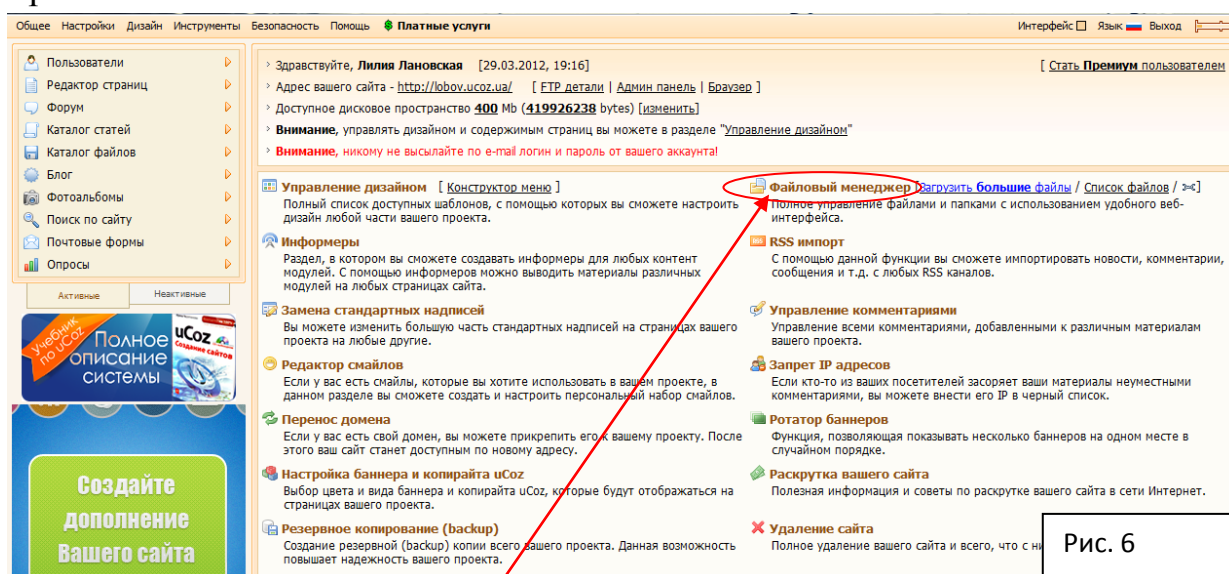 Общее Настройки Дизайн Инструменты Безопасность Помощь Платные услуги Интерфейс Язык Выход
Пользователи
Редактор страниц
Форум
Каталог статей
Каталог файлов
Блог
Фотоальбомы
Поиск по сайту
Почтовые формы
Опросы
Активные Неактивные
Учебник по uCoz
Полное описание системы
uCoz
Создание сайтов
Создайте
дополнение
Вашего сайта
Здравствуйте, Лилия Лановская [29.03.2012, 19:16] [ Стать Премиум пользователем
Адрес вашего сайта - http://lobov.ucoz.ua/ [ FTP детали | Админ панель | Браузер ]
Доступное дисковое пространство 400 Mb (419926238 bytes) [изменить]
Внимание, управлять дизайном и содержимым страниц вы можете в разделе "Управление дизайном"
Внимание, никому не высылайте по e-mail логин и пароль от вашего аккаунта!
Управление дизайном [ Конструктор меню ]
Полный список доступных шаблонов, с помощью которых вы сможете настроить
дизайн любой части вашего проекта.
Информеры
Раздел, в котором вы сможете создавать информеры для любых контент
модулей. С помощью информеров можно выводить материалы различных
модулей на любых страницах сайта.
Замена стандартных надписей
Вы можете изменить большую часть стандартных надписей на страницах вашего
проекта на любые другие.
Редактор смайлов
Если у вас есть смайлы, которые вы хотите использовать в вашем проекте, в
данном разделе вы сможете создать и настроить персональный набор смайлов.
Перенос домена
Если у вас есть свой домен, вы можете прикрепить его к вашему проекту. После
этого ваш сайт станет доступным по новому адресу.
Настройка баннера и копирайта uCoz
Выбор цвета и вида баннера и копирайта uCoz, которые будут отображаться на
страницах вашего проекта.
Резервное копирование (backup)
Создание резервной (backup) копии всего вашего проекта. Данная возможность
повышает надежность вашего проекта.
Файловый менеджер [Загрузить большие файлы / Список файлов / ]
Полное управление файлами и папками с использованием удобного веб-
интерфейса.
RSS импорт
С помощью данной функции вы сможете импортировать новости, комментарии,
сообщения и т.д. с любых RSS каналов.
Управление комментариями
Управление всеми комментариями, добавленными к различным материалам
вашего проекта.
Запрет IP адресов
Если кто-то из ваших посетителей засоряет ваши материалы неуместными
комментариями, вы можете внести его IP в черный список.
Ротатор баннеров
Функция, позволяющая показывать несколько баннеров на одном месте в
случайном порядке.
Раскрутка вашего сайта
Полезная информация и советы по раскрутке вашего сайта в сети Интернет.
Удаление сайта
Полное удаление вашего сайта и всего, что с
Рис. 6